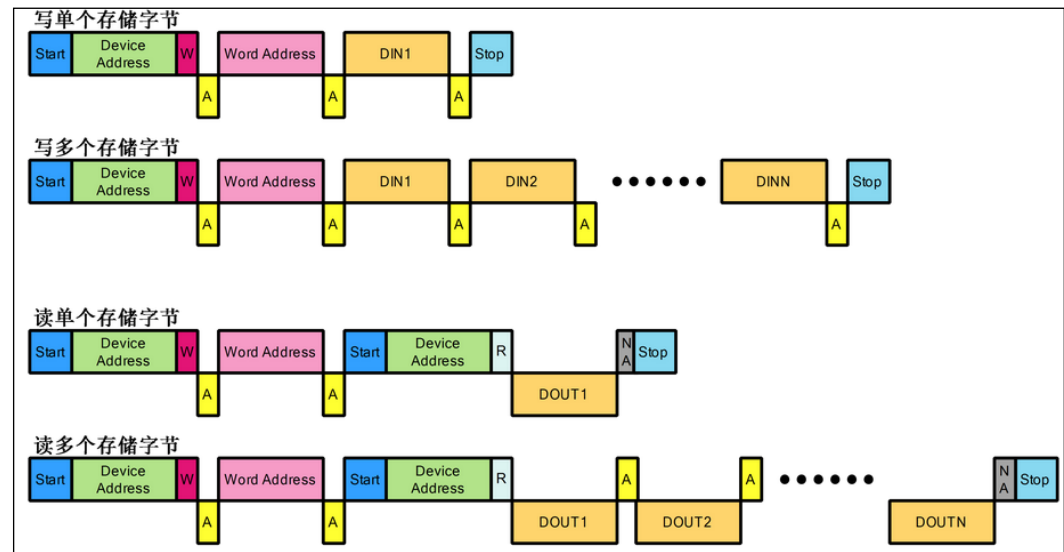 写单个存储字节
Start Device Address W Word Address DIN1 Stop
A A A
写多个存储字节
Start Device Address W Word Address DIN1 DIN2 DINN Stop
A A A A A
读单个存储字节
Start Device Address W Word Address Start Device Address R NA Stop
A A DOUT1
读多个存储字节
Start Device Address W Word Address Start Device Address R A A NA Stop
A A DOUT1 DOUT2 DOUTN